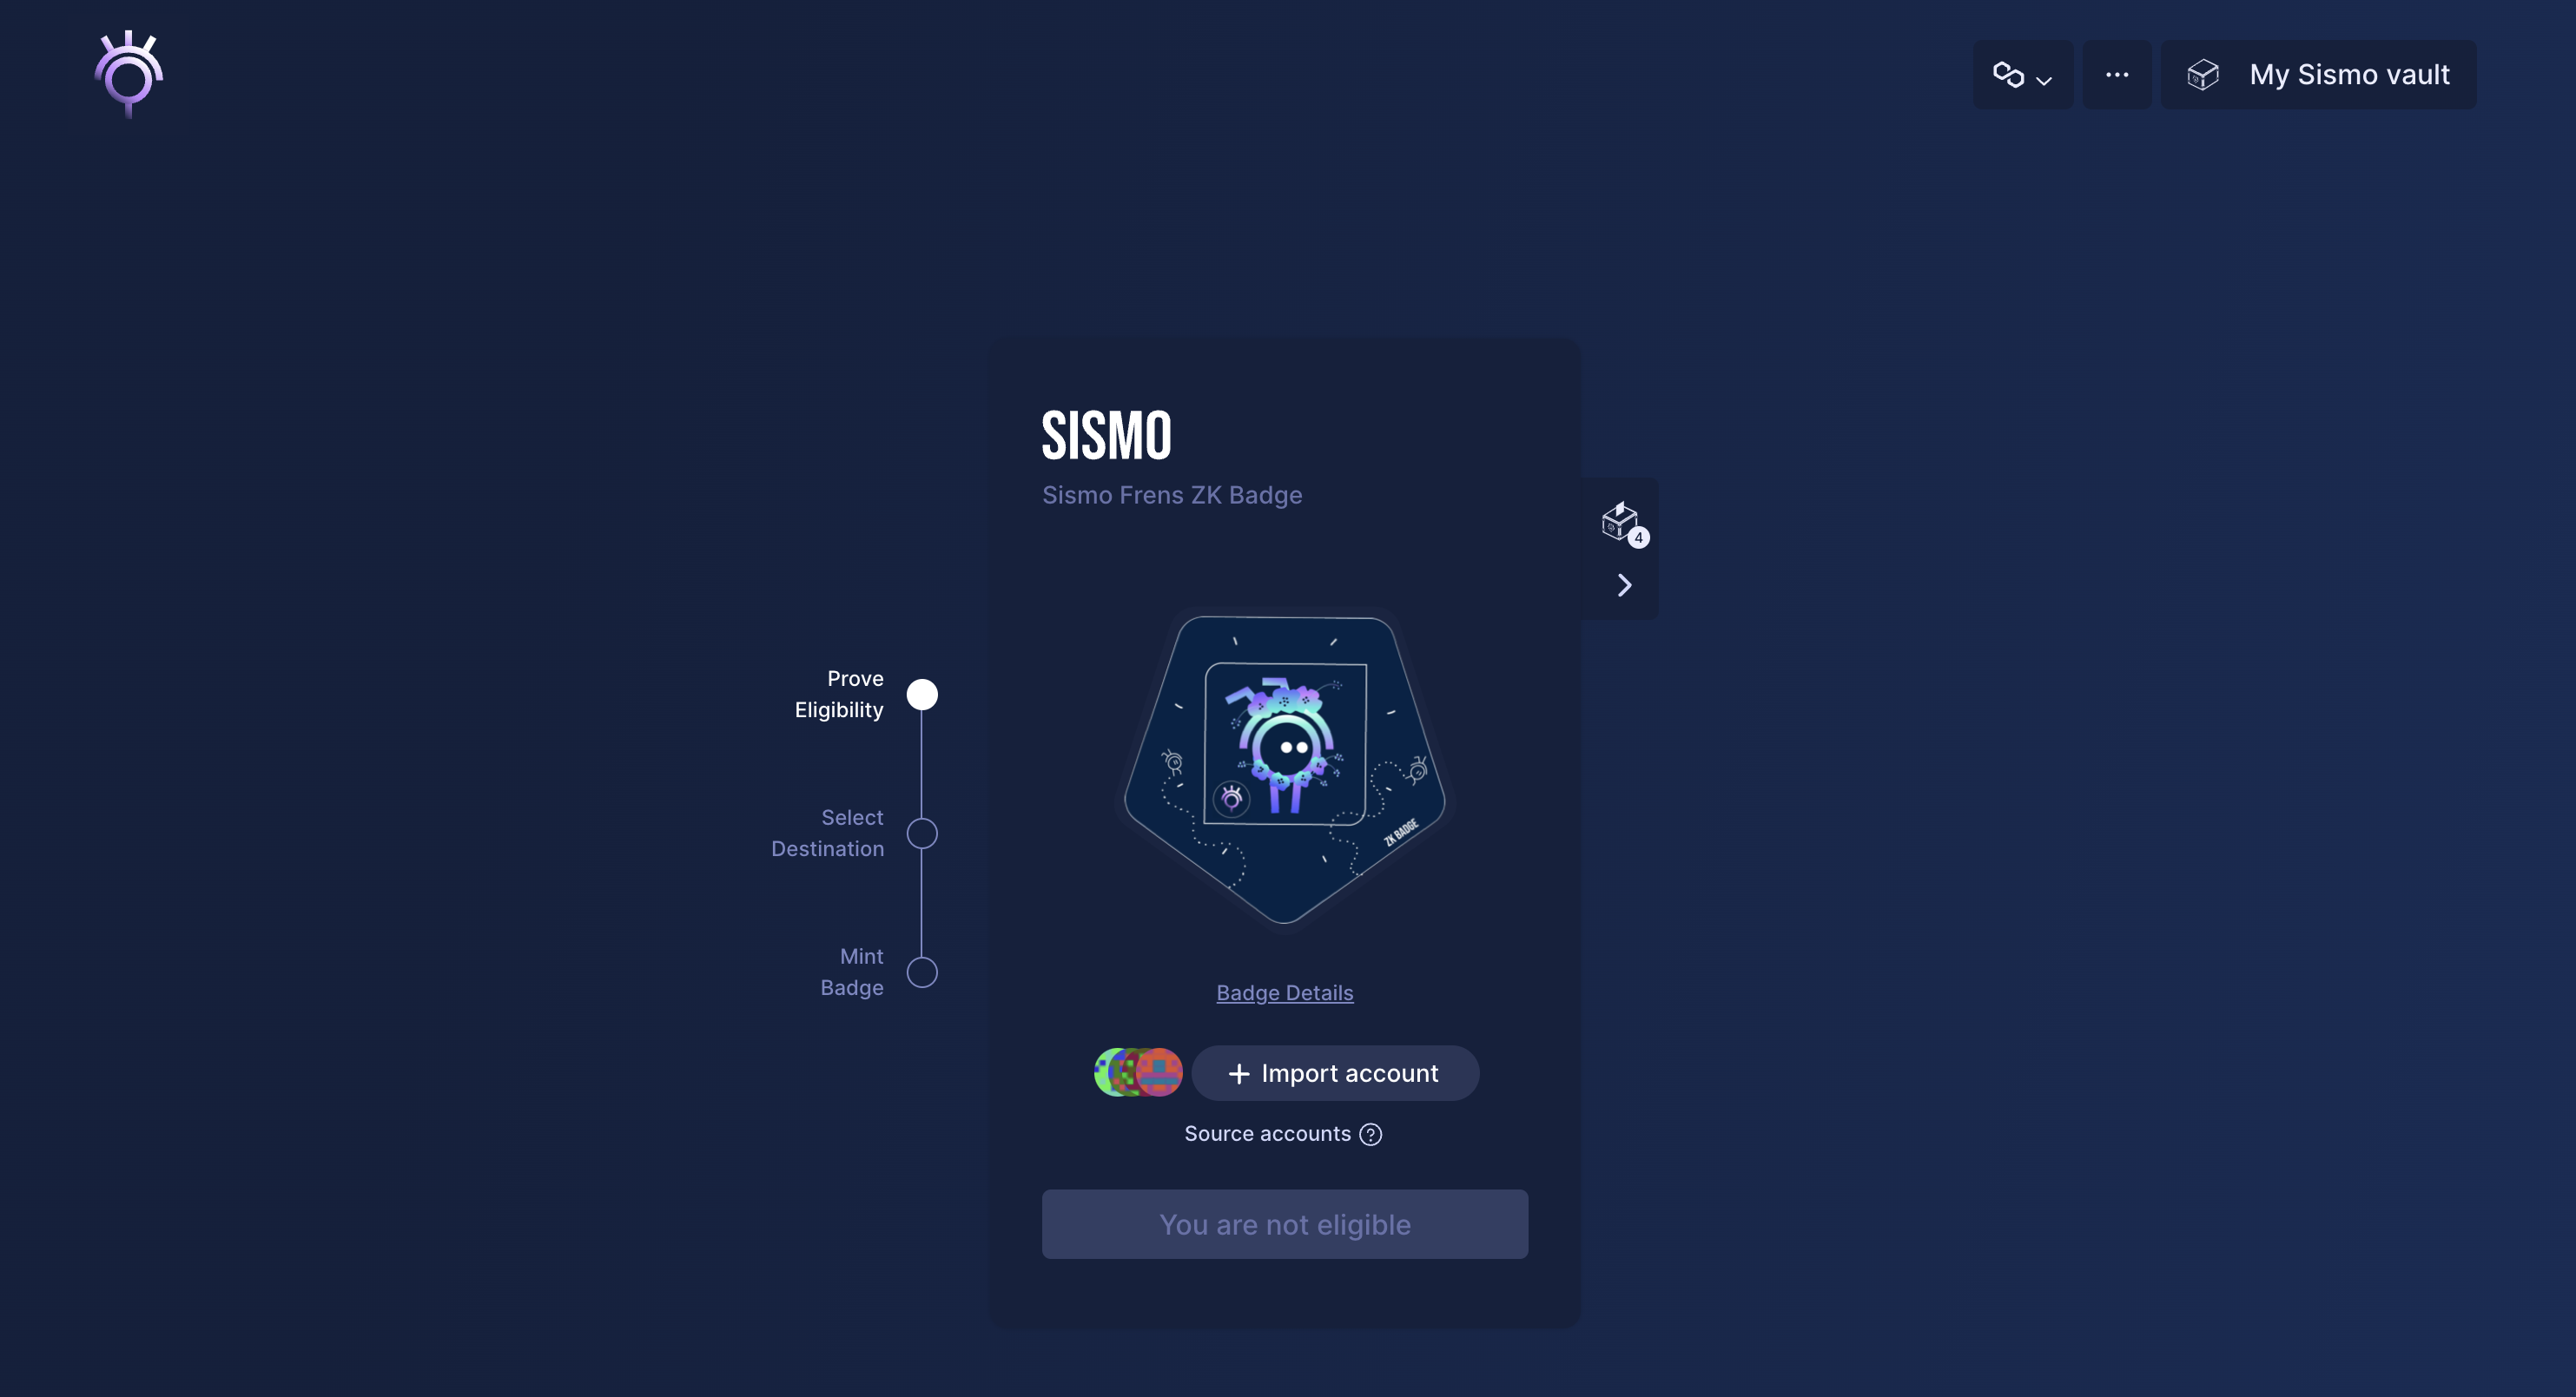 My Sismo vault
SISMO
Sismo Frens ZK Badge
4
Prove
Eligibility
Select
Destination
Mint
Badge
ZK BADGE
Badge Details
+ Import account
Source accounts ?
You are not eligible